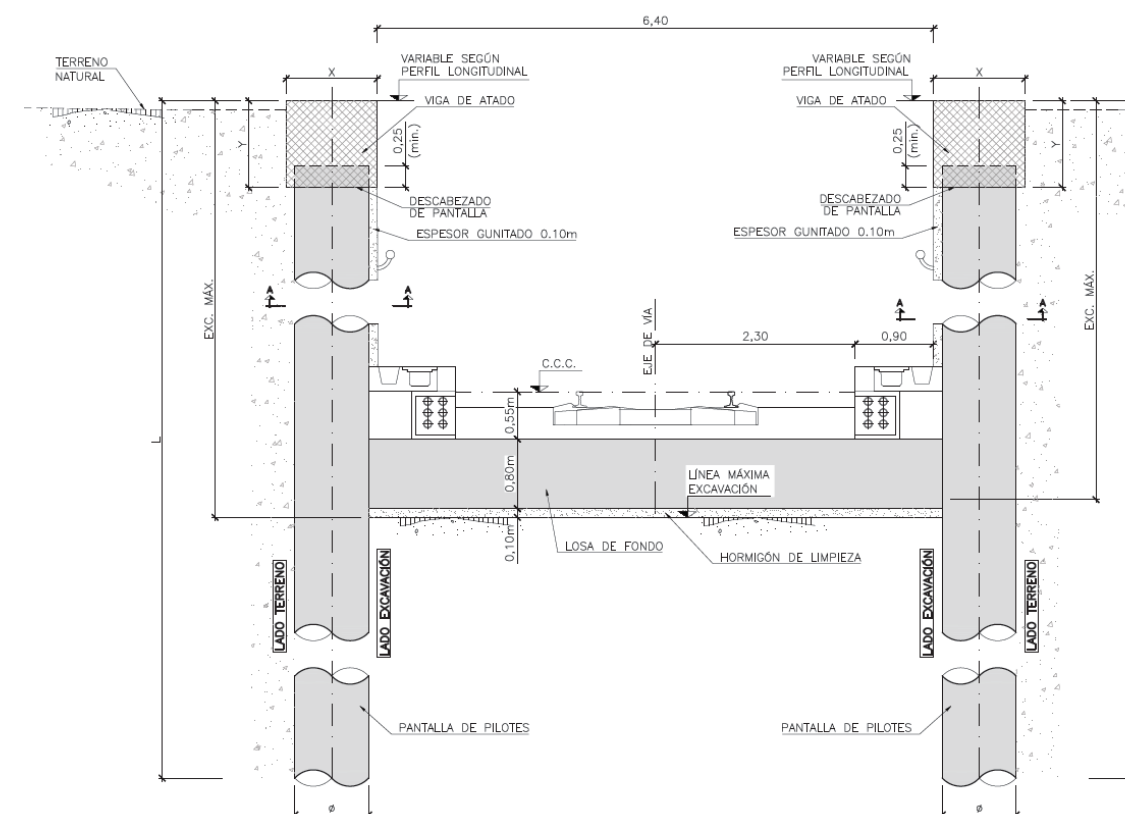 6,40
TERRENO
NATURAL
X
VARIABLE SEGÚN
PERFIL LONGITUDINAL
VIGA DE ATADO
Y
0,25
(min.)
DESCABEZADO
DE PANTALLA
ESPESOR GUNITADO 0.10m
VARIABLE SEGÚN
PERFIL LONGITUDINAL
X
VIGA DE ATADO
0,25
(min.)
Y
DESCABEZADO
DE PANTALLA
ESPESOR GUNITADO 0.10m
EXC. MÁX.
A
A
A
A
EXC. MÁX.
EJE DE VÍA
2,30
0,90
C.C.C.
0,55m
0,80m
0,10m
L
LÍNEA MÁXIMA
EXCAVACIÓN
LOSA DE FONDO
HORMIGÓN DE LIMPIEZA
LADO TERRENO
LADO EXCAVACIÓN
LADO EXCAVACIÓN
LADO TERRENO
PANTALLA DE PILOTES
PANTALLA DE PILOTES
ø
ø